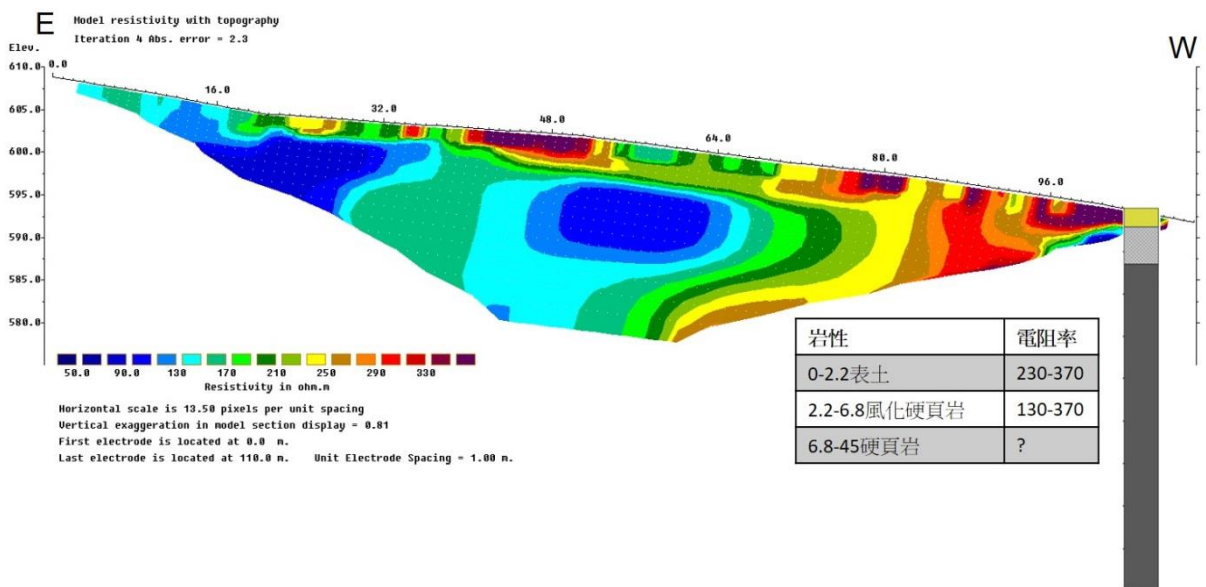 E
Model resistivity with topography
Iteration 4 Abs. error = 2.3
W
Elev.
610.0
605.0
600.0
595.0
590.0
585.0
580.0
0.0
16.0
32.0
48.0
64.0
80.0
96.0
50.0 90.0 130 170 210 250 290 330
Resistivity in ohm.m
Horizontal scale is 13.50 pixels per unit spacing
Vertical exaggeration in model section display = 0.81
First electrode is located at 0.0 m.
Last electrode is located at 110.0 m. Unit Electrode Spacing = 1.00 m.
岩性 電阻率
0-2.2表土 230-370
2.2-6.8風化硬頁岩 130-370
6.8-45硬頁岩 ?